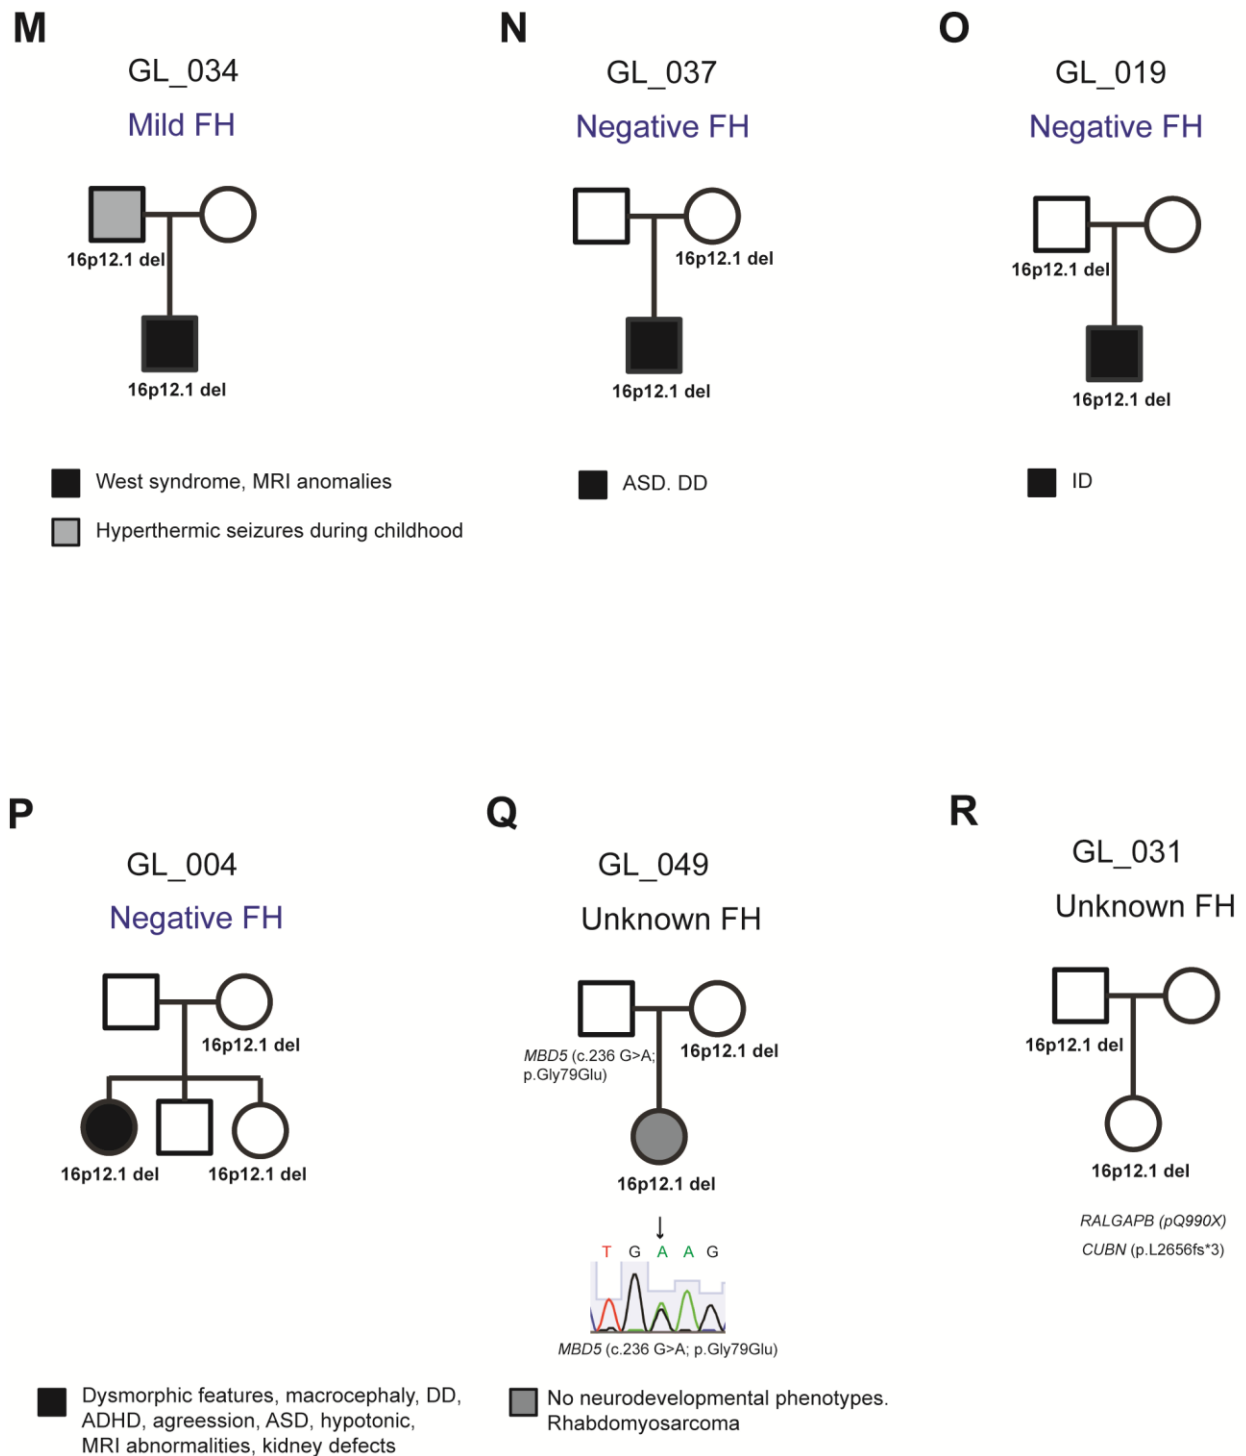 M
GL_034
Mild FH
16p12.1 del
16p12.1 del
West syndrome, MRI anomalies
Hyperthermic seizures during childhood
N
GL_037
Negative FH
16p12.1 del
16p12.1 del
ASD. DD
O
GL_019
Negative FH
16p12.1 del
16p12.1 del
ID
P
GL_004
Negative FH
16p12.1 del
16p12.1 del
16p12.1 del
Dysmorphic features, macrocephaly, DD,
ADHD, agreession, ASD, hypotonic,
MRI abnormalities, kidney defects
Q
GL_049
Unknown FH
MBD5 (c.236 G>A;
p.Gly79Glu)
16p12.1 del
16p12.1 del
T G A A G
MBD5 (c.236 G>A; p.Gly79Glu)
No neurodevelopmental phenotypes.
Rhabdomyosarcoma
R
GL_031
Unknown FH
16p12.1 del
16p12.1 del
RALGAPB (pQ990X)
CUBN (p.L2656fs*3)